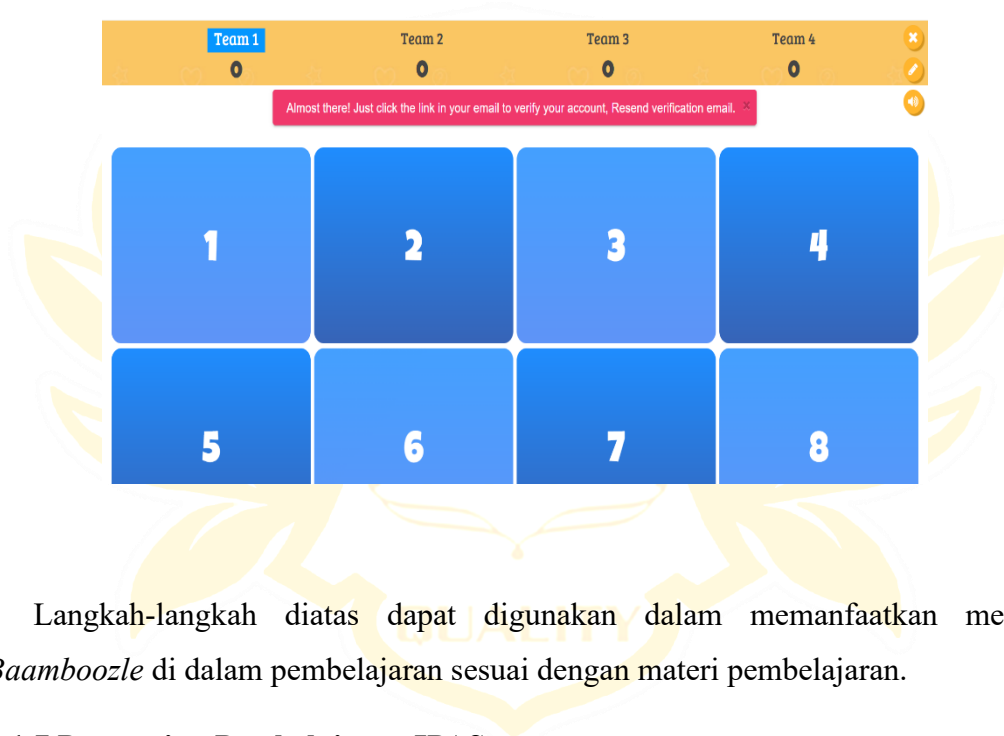 Team 1 Team 2 Team 3 Team 4
0 0 0 0
Almost there! Just click the link in your email to verify your account, Resend verification email. ×
1 2 3 4
5 6 7 8
QUALITY
Langkah-langkah diatas dapat digunakan dalam memanfaatkan me
Baamboozle di dalam pembelajaran sesuai dengan materi pembelajaran.